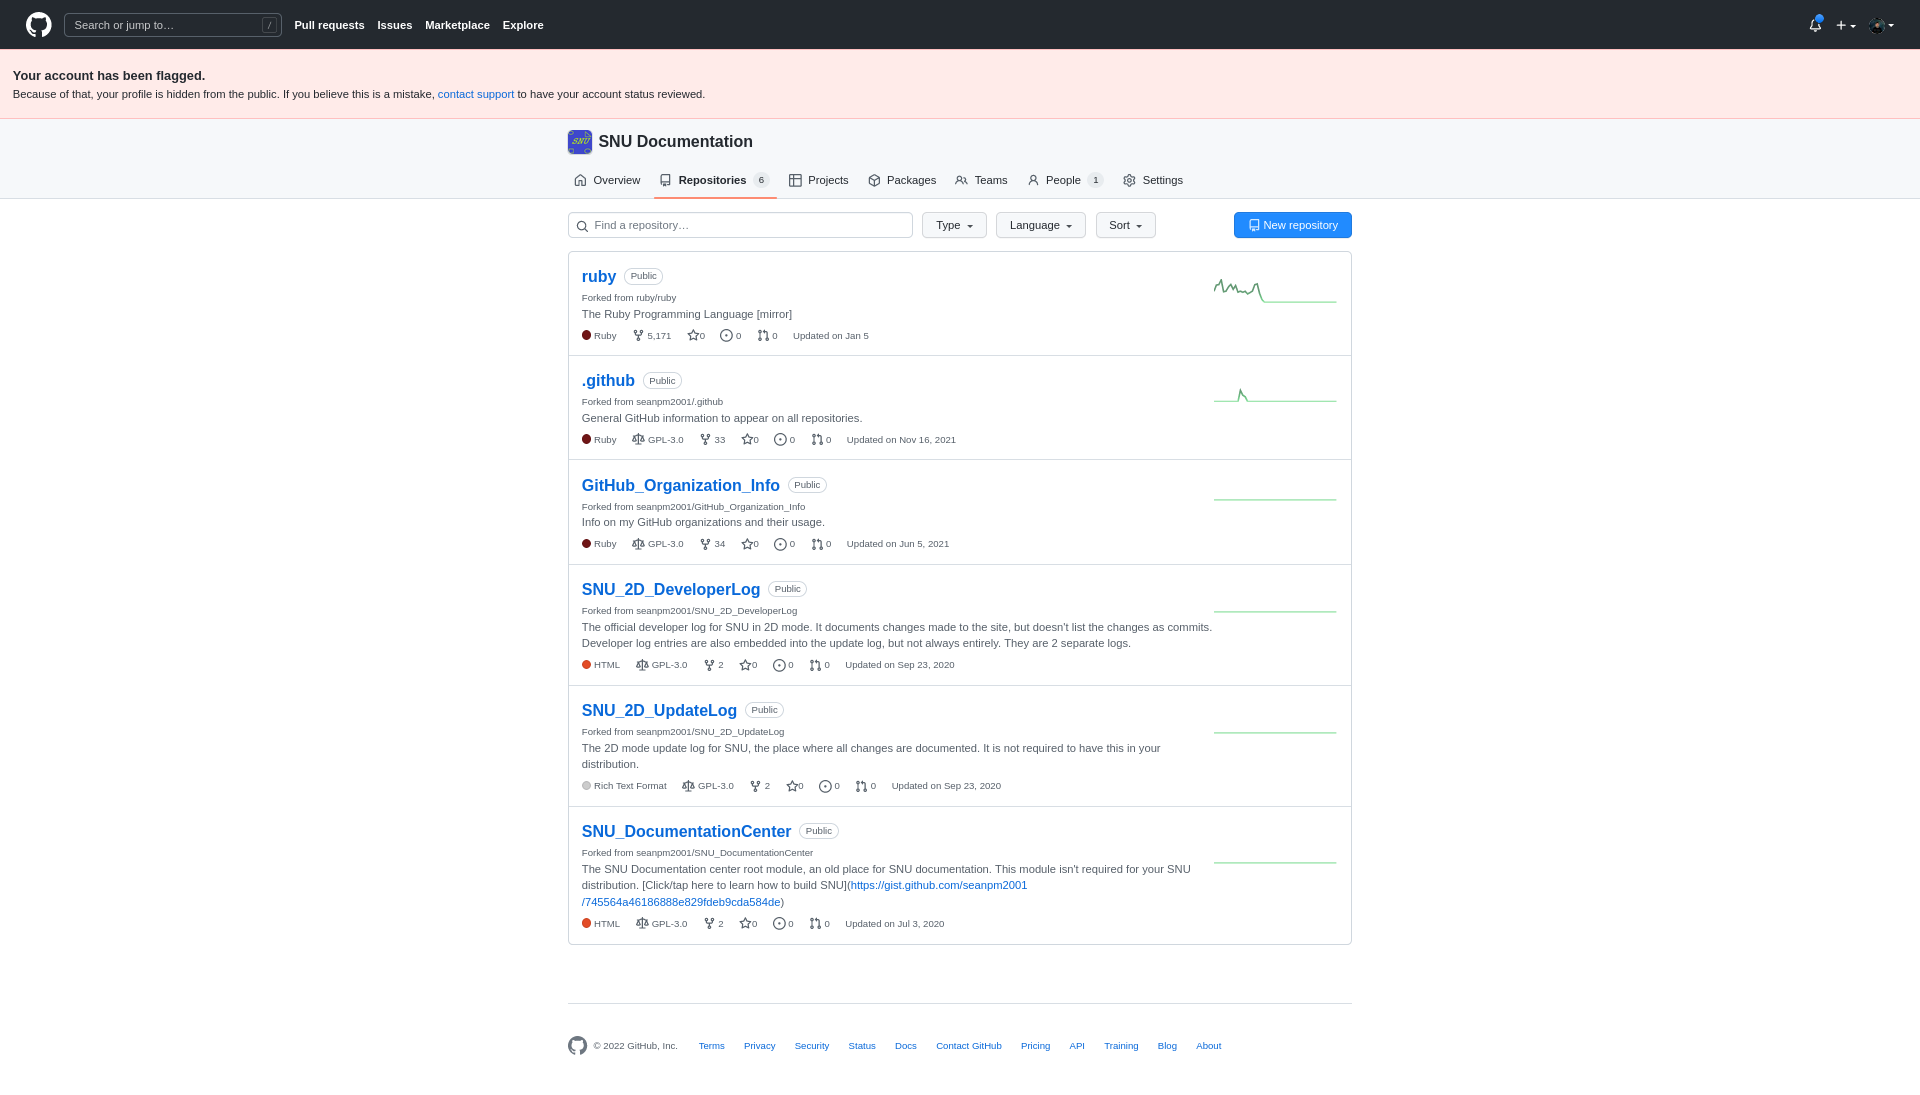 Search or jump to…
/
Pull requests
Issues
Marketplace
Explore
Your account has been flagged.
Because of that, your profile is hidden from the public. If you believe this is a mistake, contact support to have your account status reviewed.
SNU
SNU Documentation
Overview
Repositories 6
Projects
Packages
Teams
People 1
Settings
Find a repository…
Type
Language
Sort
New repository
ruby Public
Forked from ruby/ruby
The Ruby Programming Language [mirror]
Ruby 5,171 0 0 0 Updated on Jan 5
.github Public
Forked from seanpm2001/.github
General GitHub information to appear on all repositories.
Ruby GPL-3.0 33 0 0 0 Updated on Nov 16, 2021
GitHub_Organization_Info Public
Forked from seanpm2001/GitHub_Organization_Info
Info on my GitHub organizations and their usage.
Ruby GPL-3.0 34 0 0 0 Updated on Jun 5, 2021
SNU_2D_DeveloperLog Public
Forked from seanpm2001/SNU_2D_DeveloperLog
The official developer log for SNU in 2D mode. It documents changes made to the site, but doesn't list the changes as commits.
Developer log entries are also embedded into the update log, but not always entirely. They are 2 separate logs.
HTML GPL-3.0 2 0 0 0 Updated on Sep 23, 2020
SNU_2D_UpdateLog Public
Forked from seanpm2001/SNU_2D_UpdateLog
The 2D mode update log for SNU, the place where all changes are documented. It is not required to have this in your
distribution.
Rich Text Format GPL-3.0 2 0 0 0 Updated on Sep 23, 2020
SNU_DocumentationCenter Public
Forked from seanpm2001/SNU_DocumentationCenter
The SNU Documentation center root module, an old place for SNU documentation. This module isn't required for your SNU
distribution. [Click/tap here to learn how to build SNU](https://gist.github.com/seanpm2001
/745564a46186888e829fdeb9cda584de)
HTML GPL-3.0 2 0 0 0 Updated on Jul 3, 2020
© 2022 GitHub, Inc.
Terms
Privacy
Security
Status
Docs
Contact GitHub
Pricing
API
Training
Blog
About